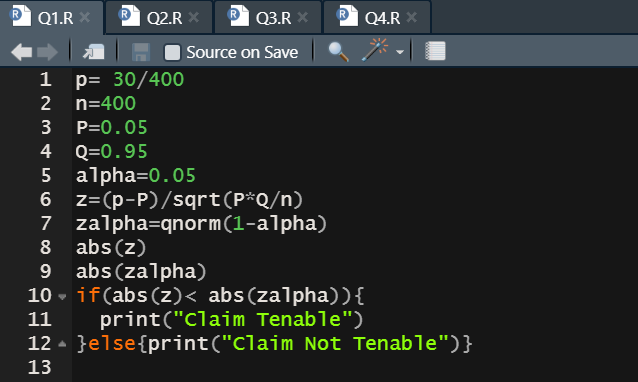 Q1.R Q2.R Q3.R Q4.R
Source on Save
1 p= 30/400
2 n=400
3 P=0.05
4 Q=0.95
5 alpha=0.05
6 z=(p-P)/sqrt(P*Q/n)
7 zalpha=qnorm(1-alpha)
8 abs(z)
9 abs(zalpha)
10 if(abs(z)< abs(zalpha)){
11   print("Claim Tenable")
12 }else{print("Claim Not Tenable")}
13